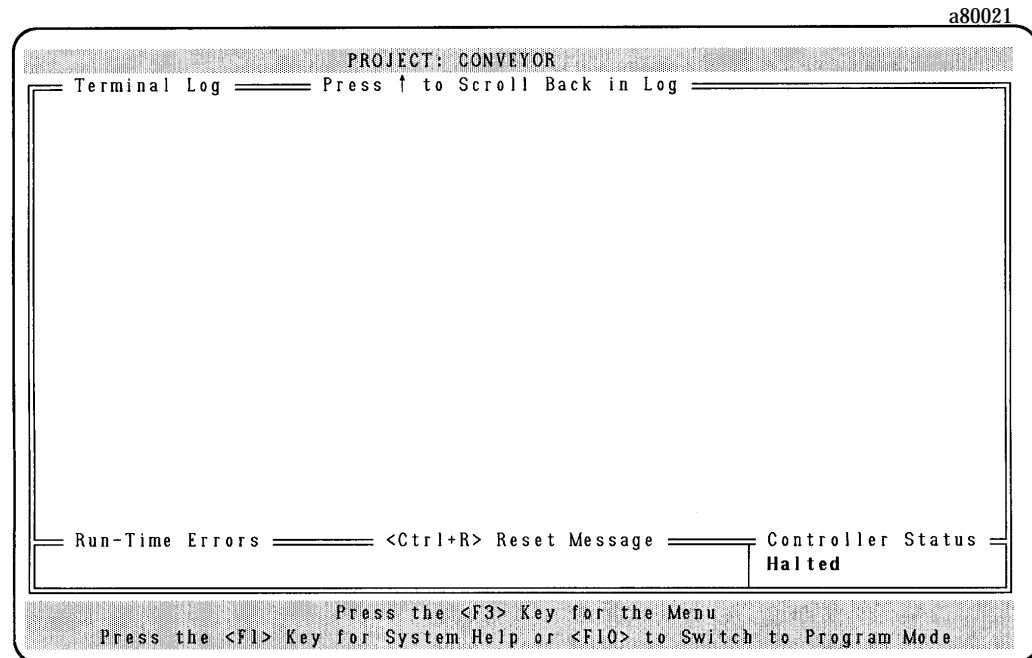 a80021
PROJECT: CONVEYOR
Terminal Log Press ↑ to Scroll Back in Log
Run-Time Errors <Ctrl+R> Reset Message Controller Status
Halted
Press the <F3> Key for the Menu
Press the <F1> Key for System Help or <F10> to Switch to Program Mode